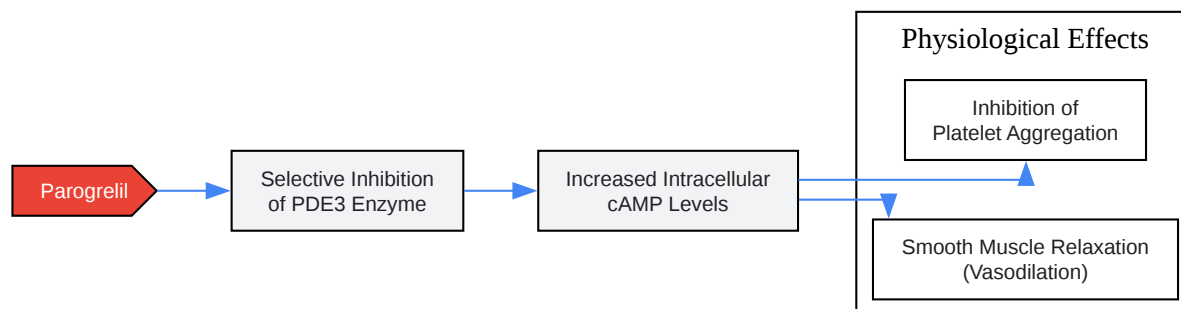 Physiological Effects
Inhibition of
Platelet Aggregation
Parogrelil
Selective Inhibition
of PDE3 Enzyme
Increased Intracellular
cAMP Levels
Smooth Muscle Relaxation
(Vasodilation)